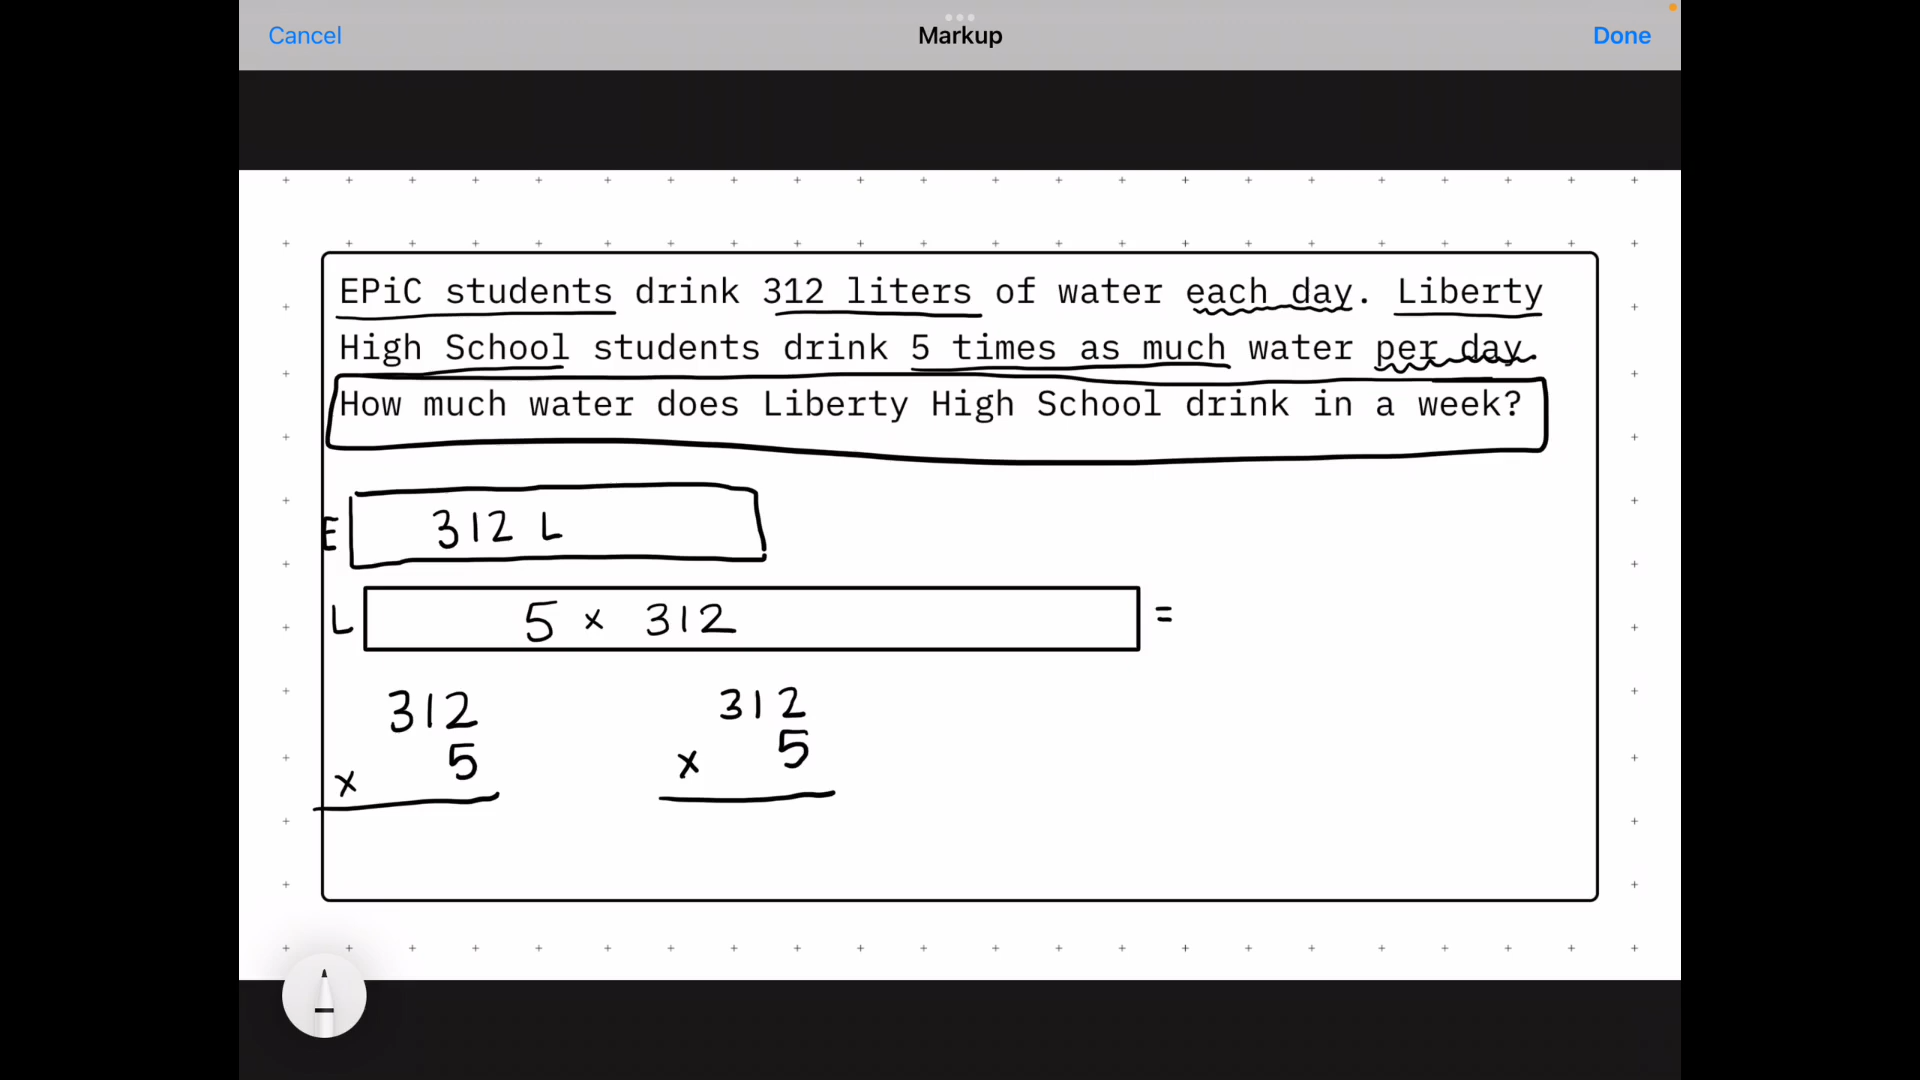 Cancel Markup Done
EPiC students drink 312 liters of water each day. Liberty
High School students drink 5 times as much water per day.
How much water does Liberty High School drink in a week?
E 312 L
L 5 x 312 =
312 312
5 x 5
x